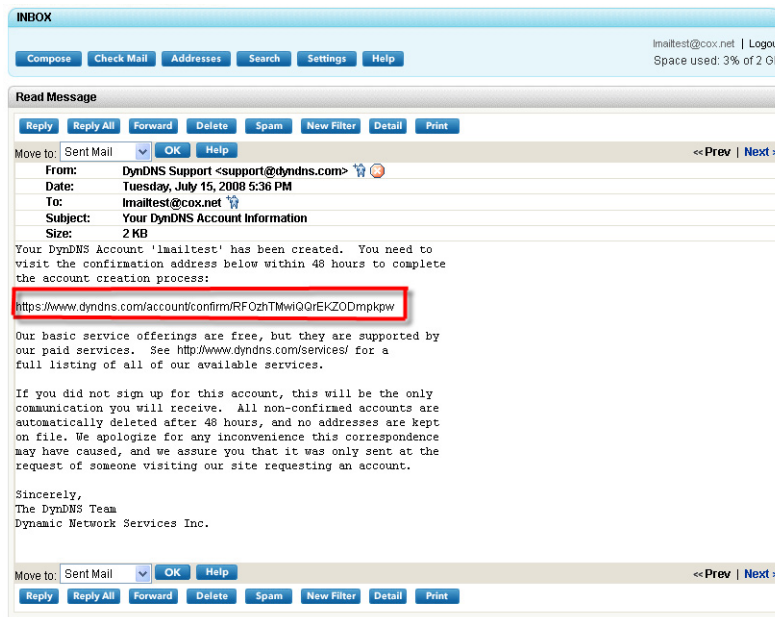 INBOX
lmailtest@cox.net | Logou
Compose Check Mail Addresses Search Settings Help
Space used: 3% of 2 G
Read Message
Reply Reply All Forward Delete Spam New Filter Detail Print
Move to: Sent Mail OK Help << Prev | Next
From: DynDNS Support <support@dyndns.com>
Date: Tuesday, July 15, 2008 5:36 PM
To: lmailtest@cox.net
Subject: Your DynDNS Account Information
Size: 2 KB
Your DynDNS Account 'lmailtest' has been created. You need to
visit the confirmation address below within 48 hours to complete
the account creation process:
https://www.dyndns.com/account/confirm/RFOzhTMwiQQrEKZODmpkpw
Our basic service offerings are free, but they are supported by
our paid services. See http://www.dyndns.com/services/ for a
full listing of all of our available services.
If you did not sign up for this account, this will be the only
communication you will receive. All non-confirmed accounts are
automatically deleted after 48 hours, and no addresses are kept
on file. We apologize for any inconvenience this correspondence
may have caused, and we assure you that it was only sent at the
request of someone visiting our site requesting an account.
Sincerely,
The DynDNS Team
Dynamic Network Services Inc.
Move to: Sent Mail OK Help << Prev | Next
Reply Reply All Forward Delete Spam New Filter Detail Print